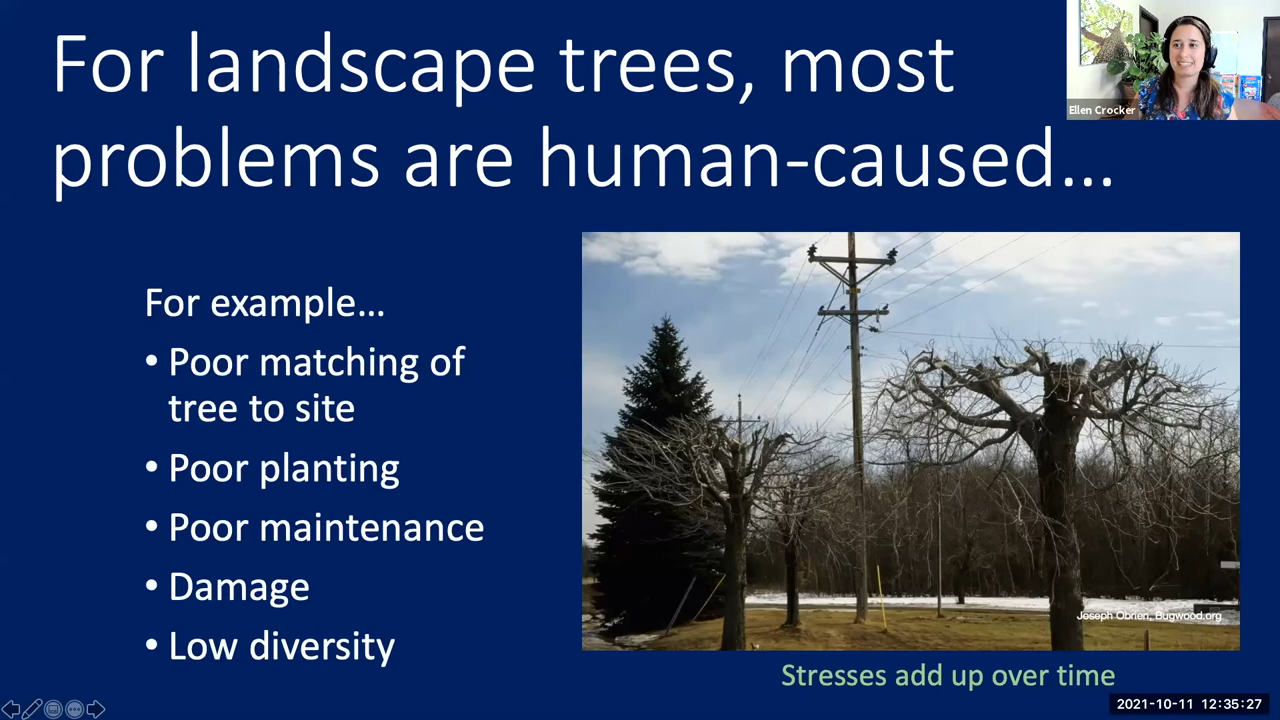 For landscape trees, most
problems are human-caused...
Ellen Crocker
For example...
• Poor matching of
tree to site
• Poor planting
• Poor maintenance
• Damage
• Low diversity
Joseph Obrien, Bugwood.org
Stresses add up over time
2021-10-11 12:35:27